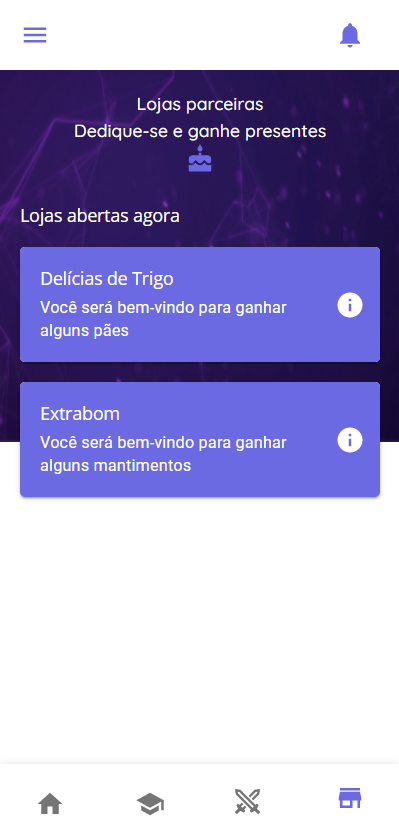 Lojas parceiras
Dedique-se e ganhe presentes
Lojas abertas agora
Delícias de Trigo
Você será bem-vindo para ganhar
alguns pães
Extrabom
Você será bem-vindo para ganhar
alguns mantimentos